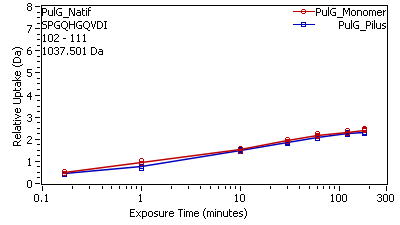 PulG_Natif
SPGQHGQVDI
102 - 111
1037.501 Da
PulG_Monomer
PulG_Pilus
Relative Uptake (Da)
8
7
6
5
4
3
2
1
0
0.1 1 10 100 300
Exposure Time (minutes)